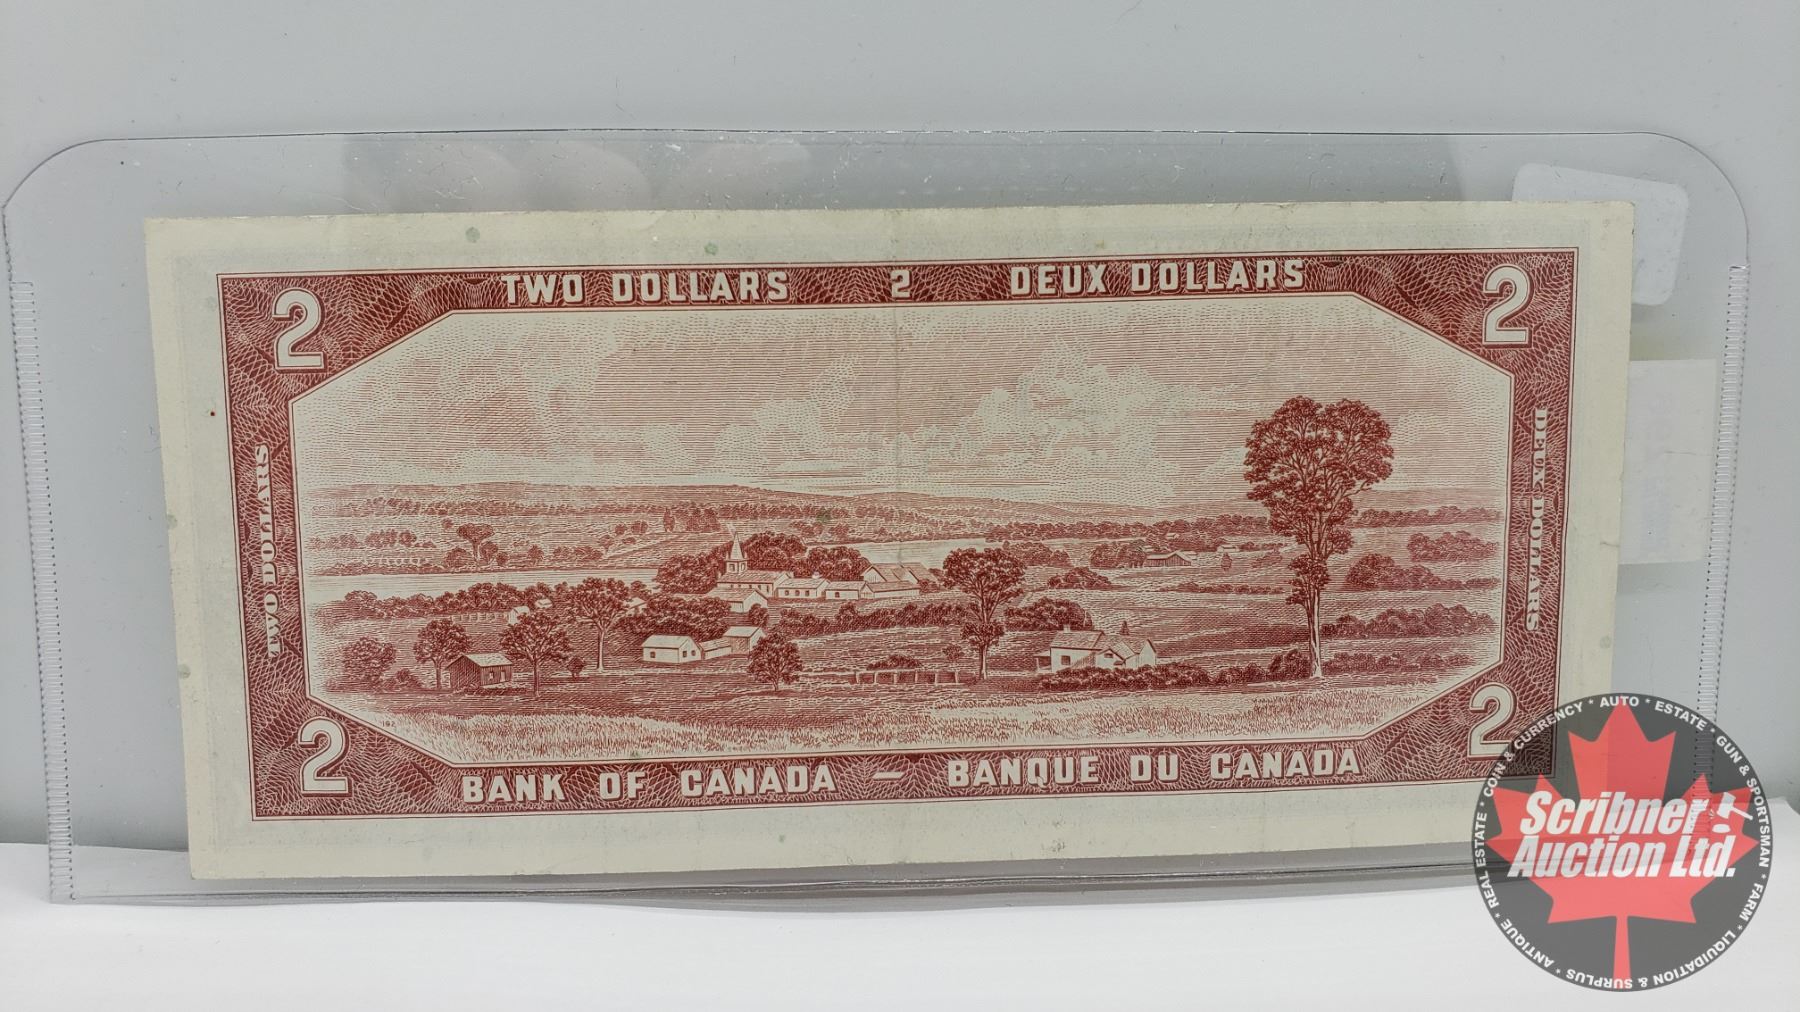 TWO DOLLARS 2 DEUX DOLLARS
2 2
TWO DOLLARS
DEUX DOLLARS
2 2
BANK OF CANADA — BANQUE DU CANADA
Scribner
Auction Ltd.
REAL ESTATE * COIN & CURRENCY * AUTO * ESTATE * GUN & SPORTSMAN * FARM * LIQUIDATION & SURPLUS * ANTIQUE *